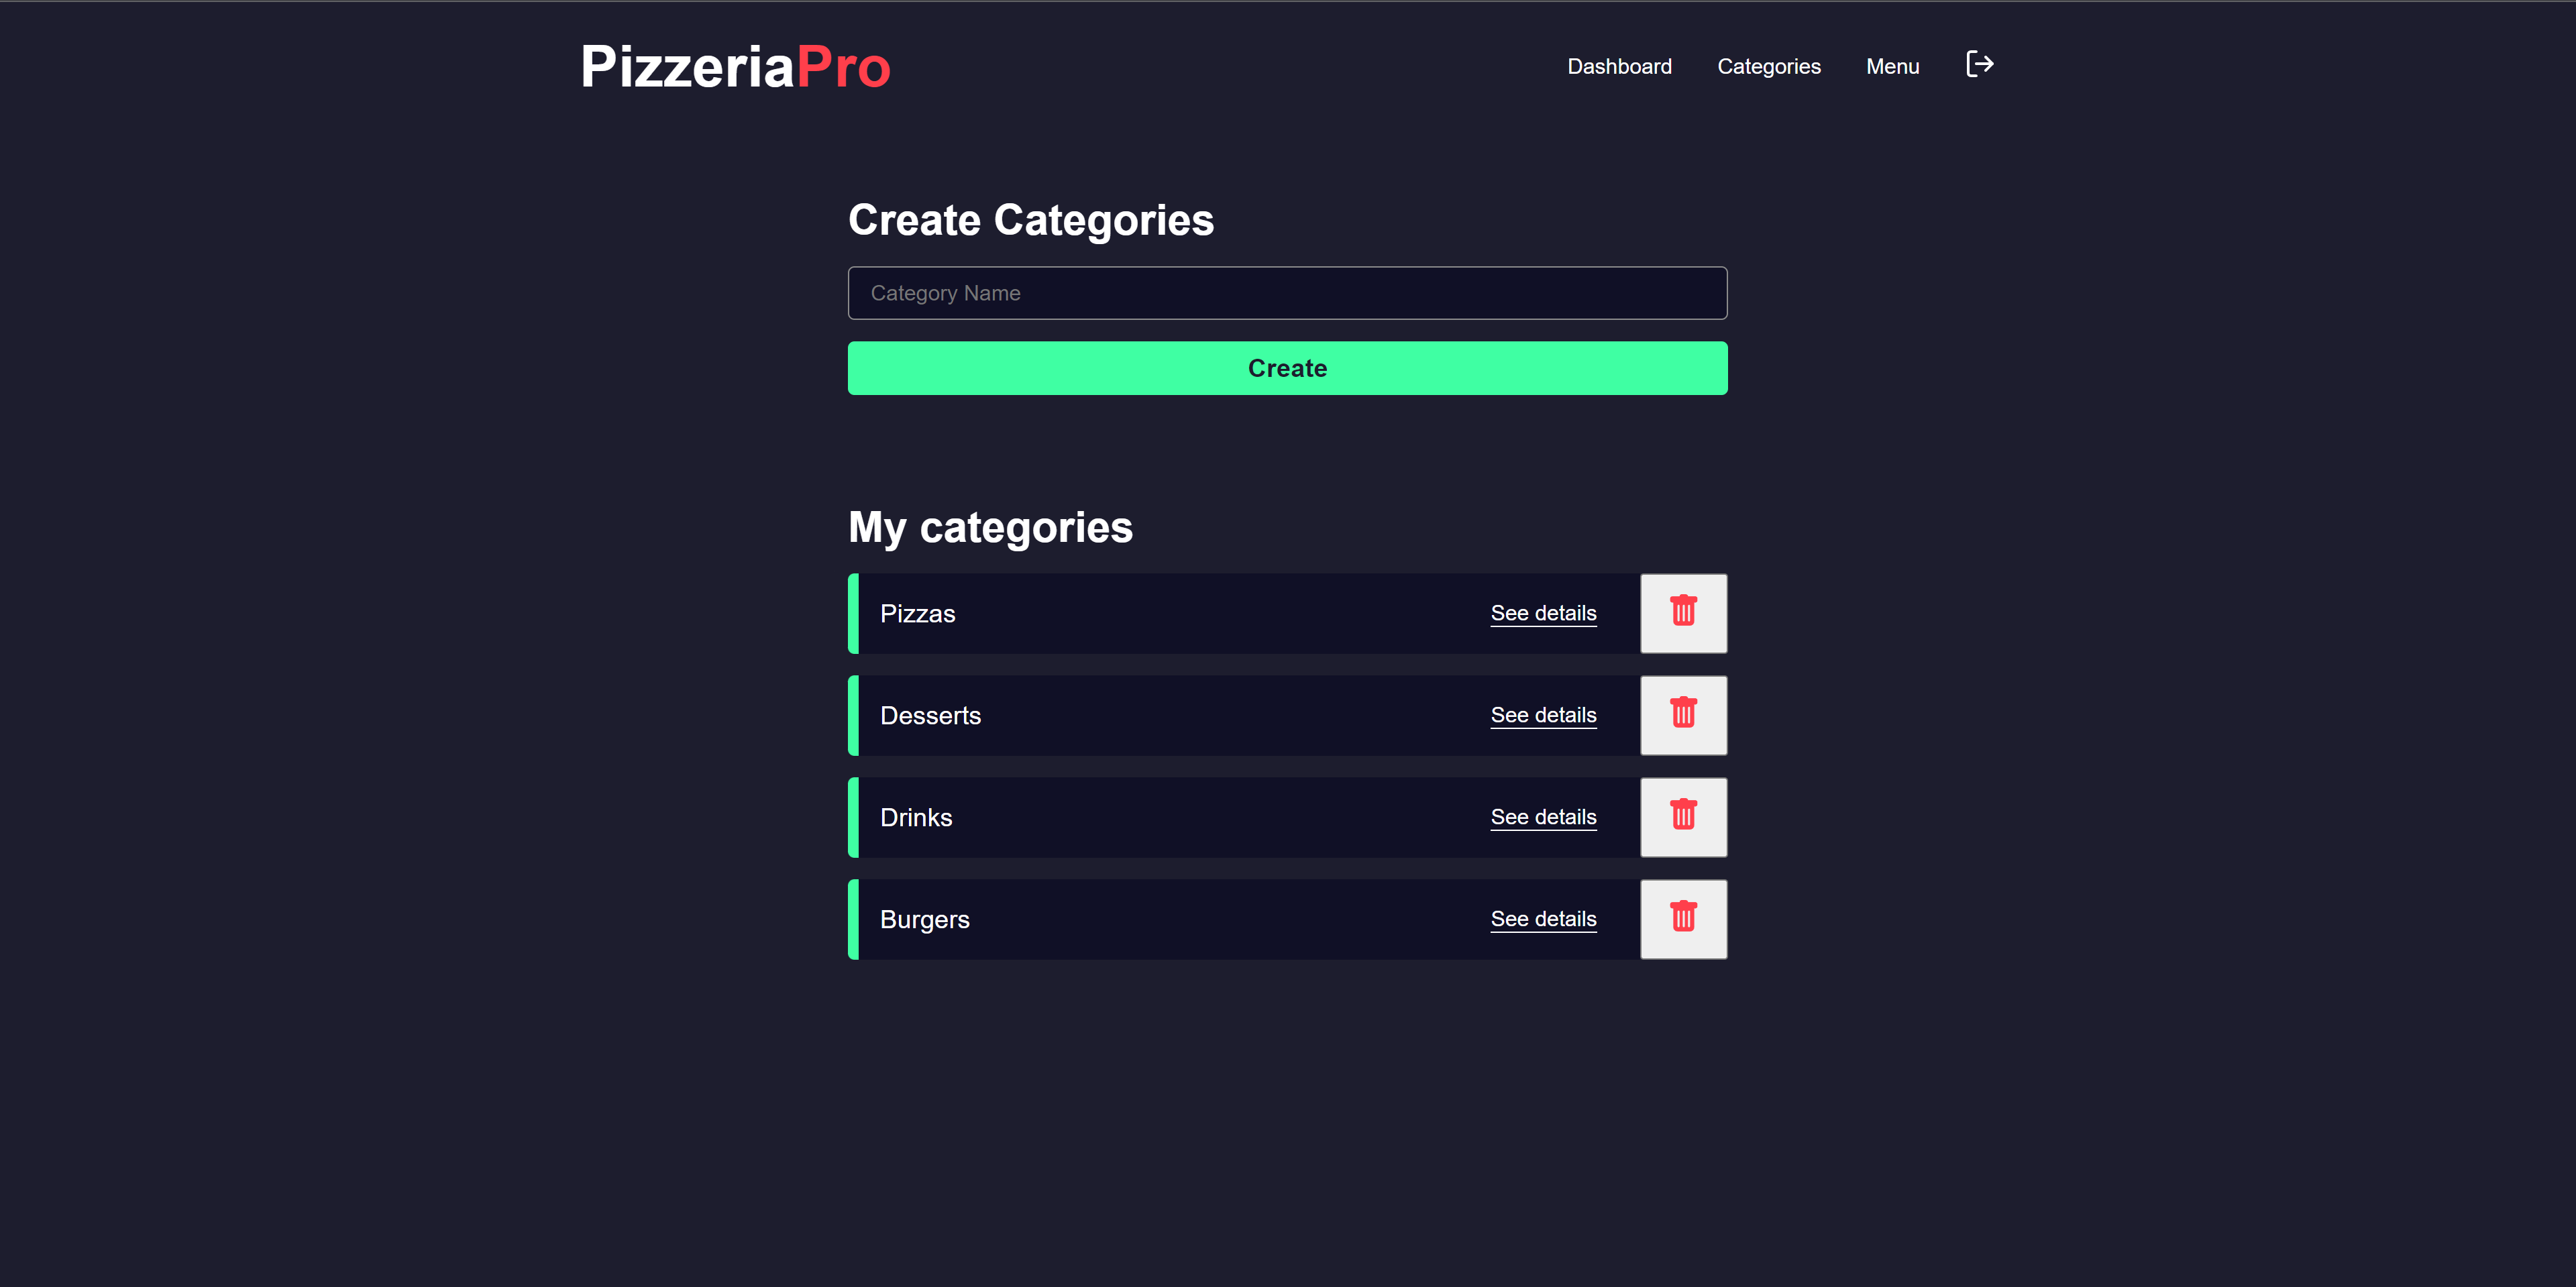 PizzeriaPro
Dashboard Categories Menu
Create Categories
Category Name
Create
My categories
Pizzas See details
Desserts See details
Drinks See details
Burgers See details